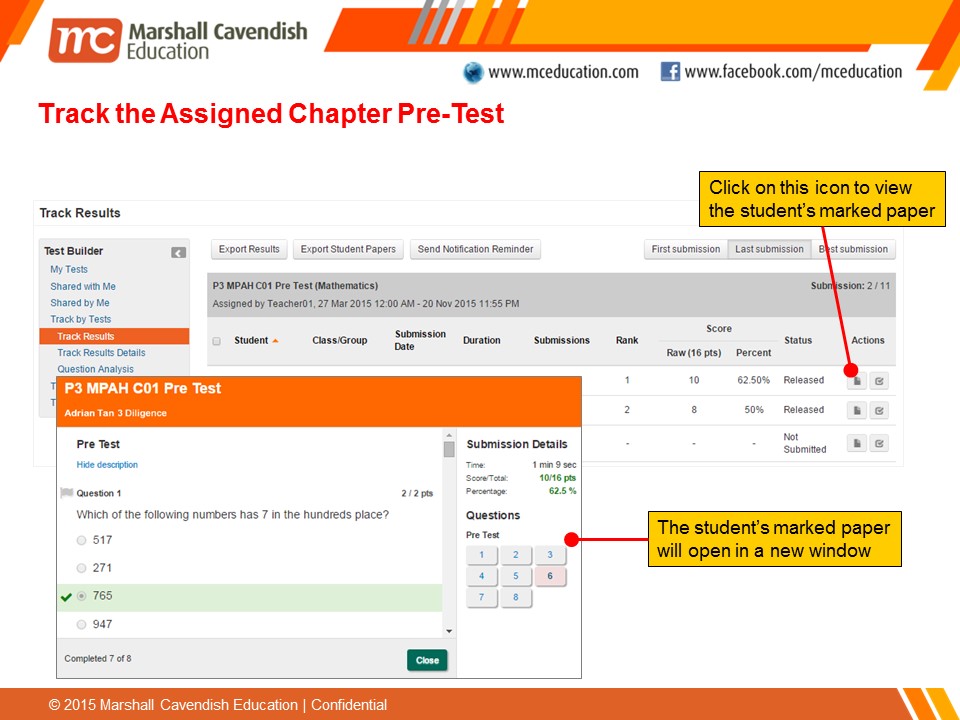 mc Marshall Cavendish
Education
www.mceducation.com
www.facebook.com/mceducation
Track the Assigned Chapter Pre-Test
Click on this icon to view
the student's marked paper
Track Results
Test Builder
My Tests
Shared with Me
Shared by Me
Track by Tests
Track Results
Track Results Details
Question Analysis
T
T
Export Results
Export Student Papers
Send Notification Reminder
First submission
Last submission
Best submission
P3 MPAH C01 Pre Test (Mathematics)
Submission: 2 / 11
Assigned by Teacher01, 27 Mar 2015 12:00 AM - 20 Nov 2015 11:55 PM
Student Class/Group Submission Date Duration Submissions Rank Score Raw (16 pts) Percent Status Actions
1 10 62.50% Released
2 8 50% Released
- - - Not Submitted
P3 MPAH C01 Pre Test
Adrian Tan 3 Diligence
Pre Test
Hide description
Question 1 2 / 2 pts
Which of the following numbers has 7 in the hundreds place?
517
271
765
947
Completed 7 of 8
Close
Submission Details
Time: 1 min 9 sec
Score/Total: 10/16 pts
Percentage: 62.5 %
Questions
Pre Test
1 2 3
4 5 6
7 8
The student's marked paper
will open in a new window
© 2015 Marshall Cavendish Education | Confidential